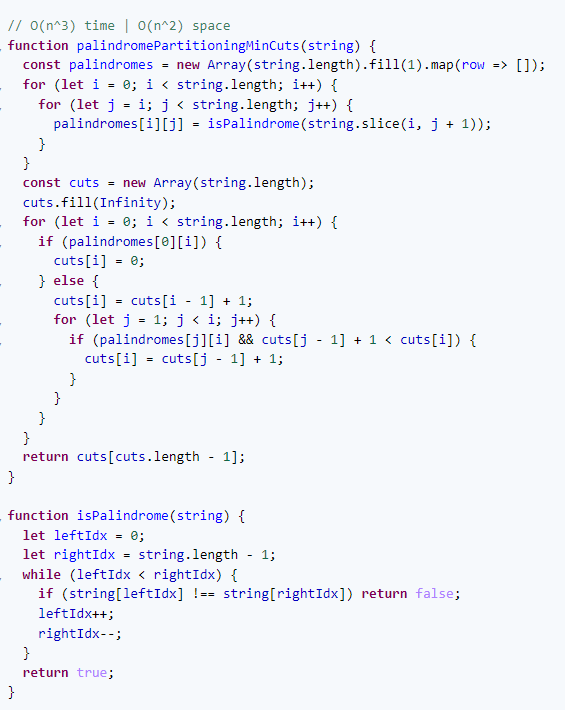 // O(n^3) time | O(n^2) space
function palindromePartitioningMinCuts(string) {
  const palindromes = new Array(string.length).fill(1).map(row => []);
  for (let i = 0; i < string.length; i++) {
    for (let j = i; j < string.length; j++) {
      palindromes[i][j] = isPalindrome(string.slice(i, j + 1));
    }
  }
  const cuts = new Array(string.length);
  cuts.fill(Infinity);
  for (let i = 0; i < string.length; i++) {
    if (palindromes[0][i]) {
      cuts[i] = 0;
    } else {
      cuts[i] = cuts[i - 1] + 1;
      for (let j = 1; j < i; j++) {
        if (palindromes[j][i] && cuts[j - 1] + 1 < cuts[i]) {
          cuts[i] = cuts[j - 1] + 1;
        }
      }
    }
  }
  return cuts[cuts.length - 1];
}

function isPalindrome(string) {
  let leftIdx = 0;
  let rightIdx = string.length - 1;
  while (leftIdx < rightIdx) {
    if (string[leftIdx] !== string[rightIdx]) return false;
    leftIdx++;
    rightIdx--;
  }
  return true;
}